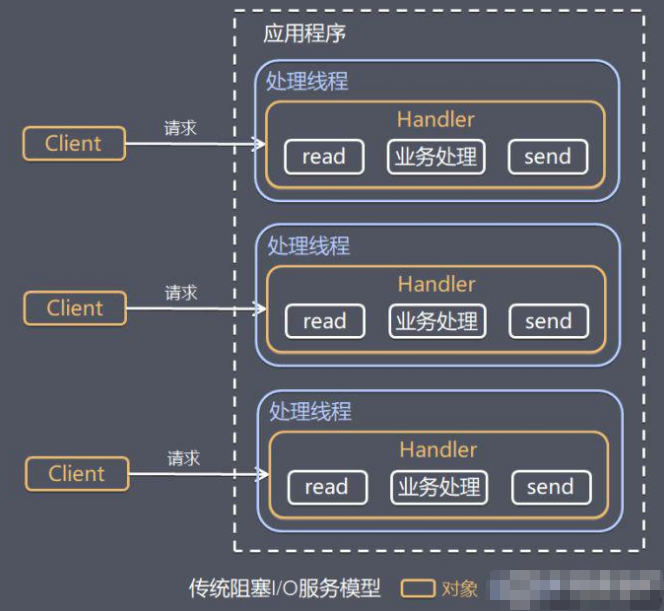 应用程序
处理线程
Handler
Client 请求 read 业务处理 send
处理线程
Handler
Client 请求 read 业务处理 send
处理线程
Handler
Client 请求 read 业务处理 send
传统阻塞I/O服务模型 对象